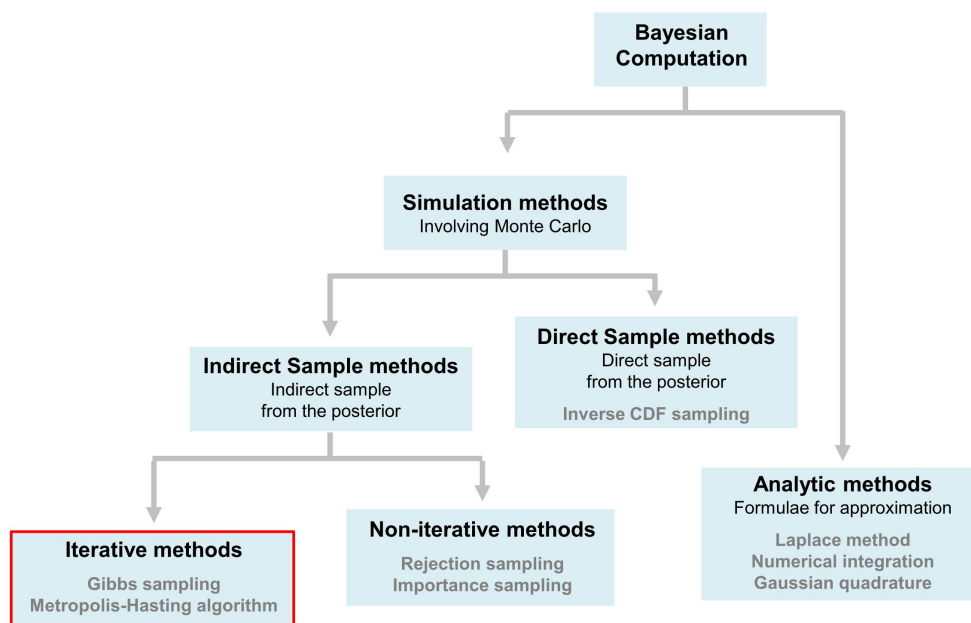 Bayesian
Computation
Simulation methods
Involving Monte Carlo
Indirect Sample methods
Indirect sample
from the posterior
Direct Sample methods
Direct sample
from the posterior
Inverse CDF sampling
Iterative methods
Gibbs sampling
Metropolis-Hasting algorithm
Non-iterative methods
Rejection sampling
Importance sampling
Analytic methods
Formulae for approximation
Laplace method
Numerical integration
Gaussian quadrature